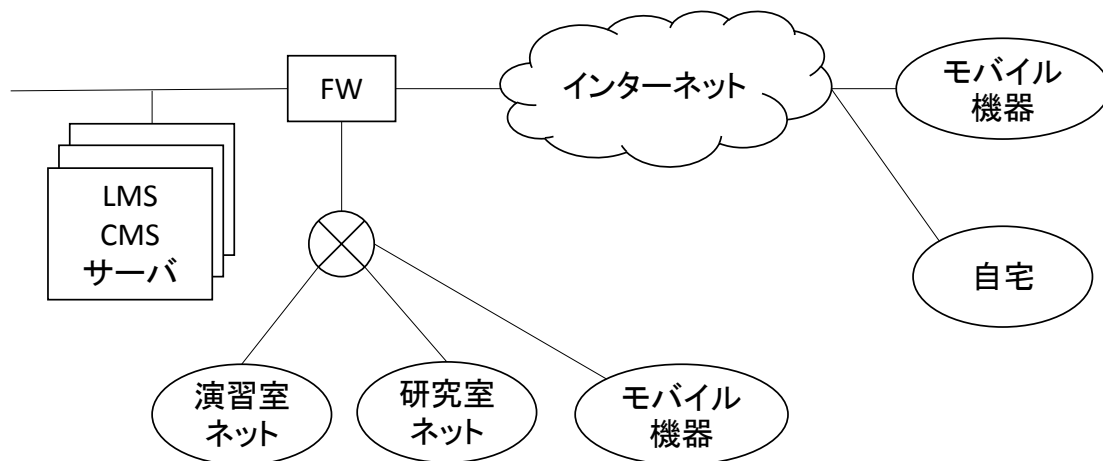 FW
インターネット
モバイル
機器
LMS
CMS
サーバ
自宅
演習室
ネット
研究室
ネット
モバイル
機器